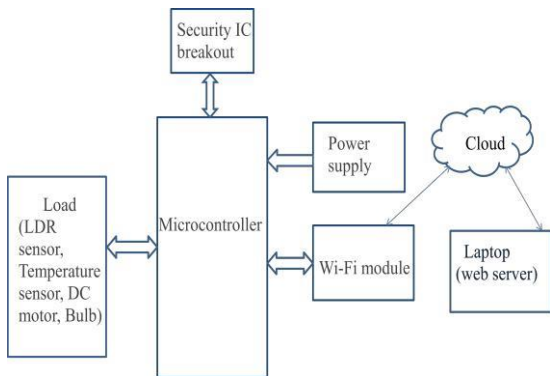 Security IC
breakout
Power
supply
Cloud
Load
(LDR
sensor,
Temperature
sensor, DC
motor, Bulb)
Microcontroller
Wi-Fi module
Laptop
(web server)